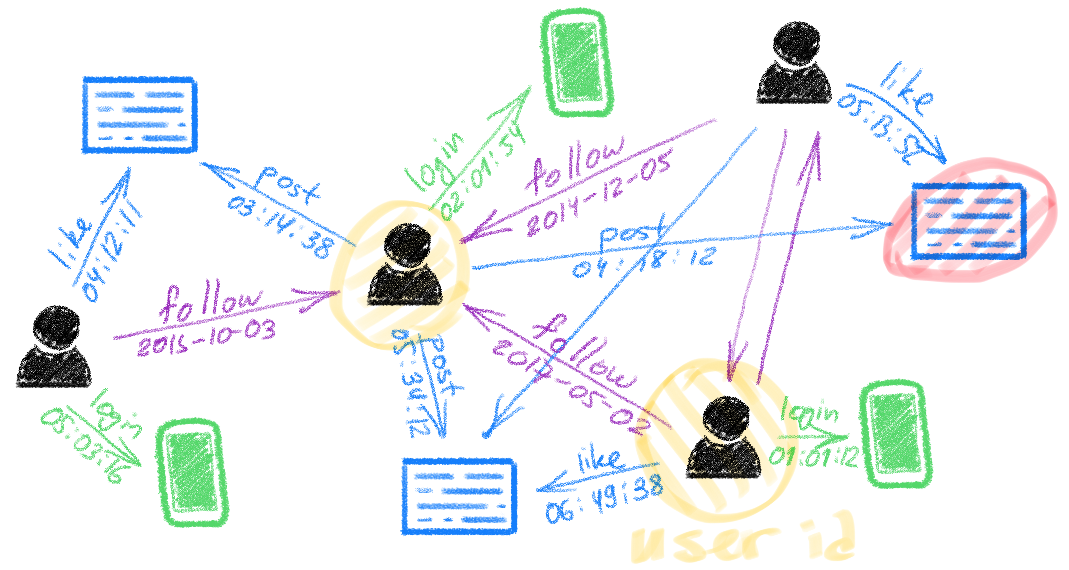 like
05:13:52
login
02:01:54
follow
2014-12-05
post
03:14:38
like
04:12:11
post
04:18:12
follow
2015-10-03
follow
2017-05-02
post
05:34:12
login
05:03:16
login
01:01:12
like
06:49:38
user id